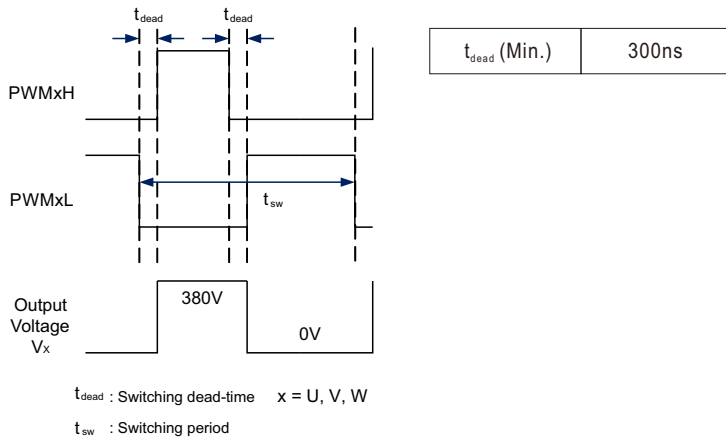 tdead tdead
tdead (Min.) 300ns
PWMxH
PWMxL
tsw
380V
Output
Voltage
Vx
0V
tdead : Switching dead-time x = U, V, W
tsw : Switching period